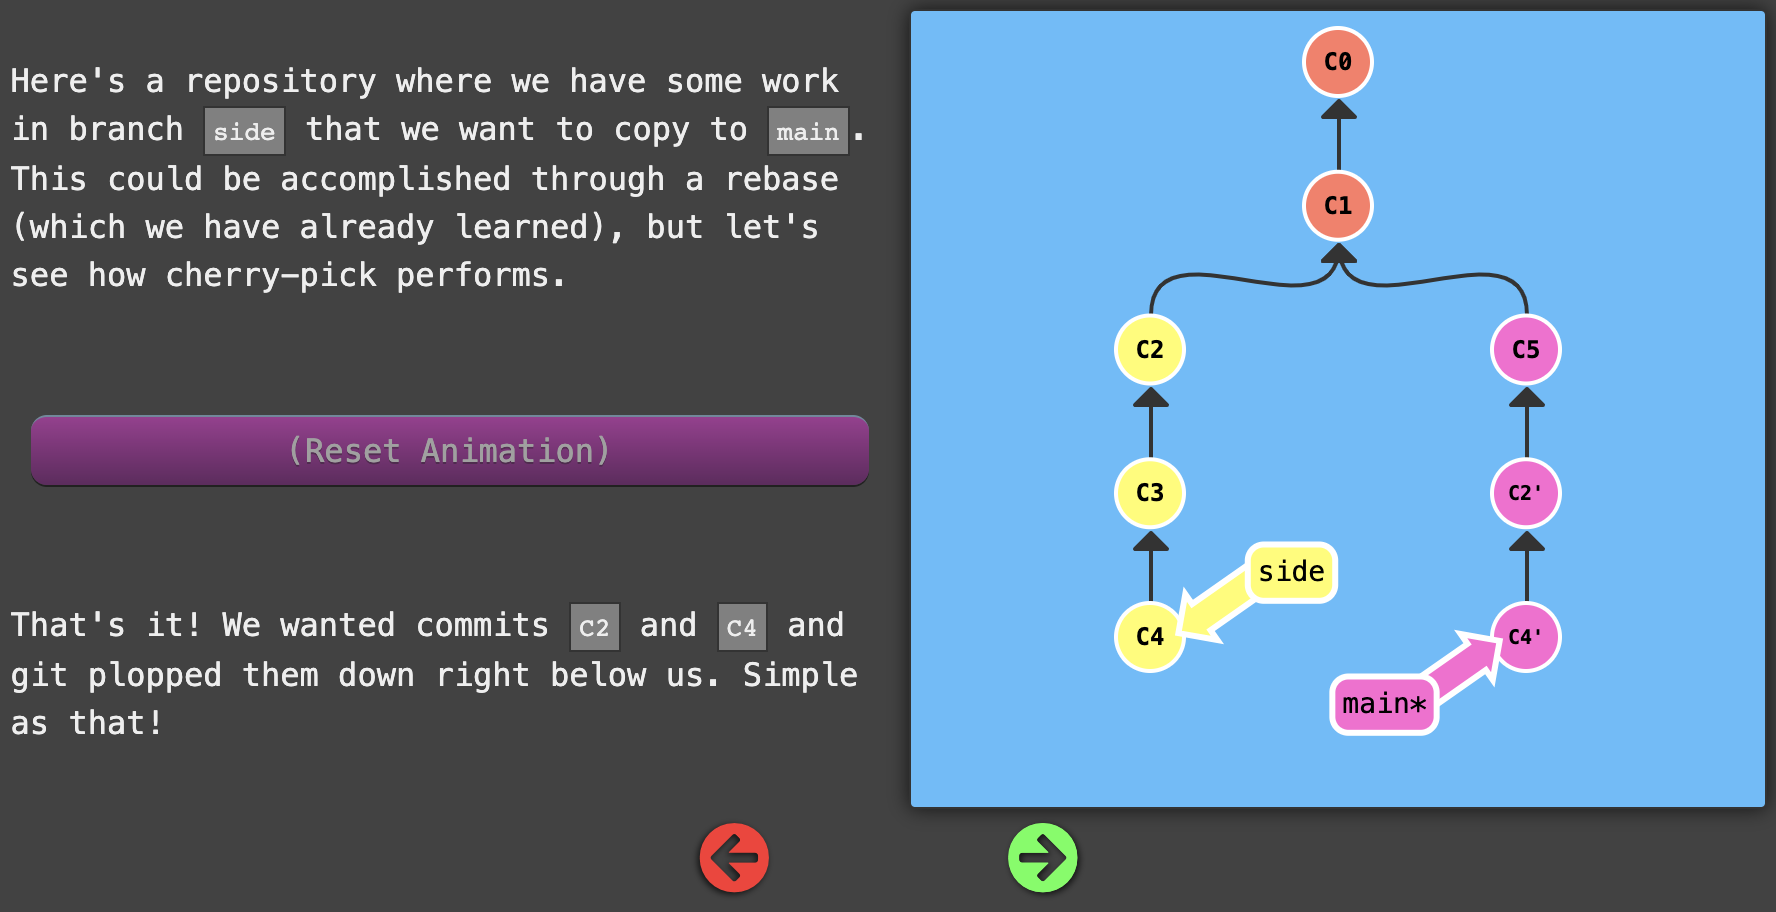 Here's a repository where we have some work
in branch side that we want to copy to main.
This could be accomplished through a rebase
(which we have already learned), but let's
see how cherry-pick performs.
(Reset Animation)
That's it! We wanted commits C2 and C4 and
git plopped them down right below us. Simple
as that!
C0
C1
C2
C5
C3
C2'
side
C4
C4'
main*